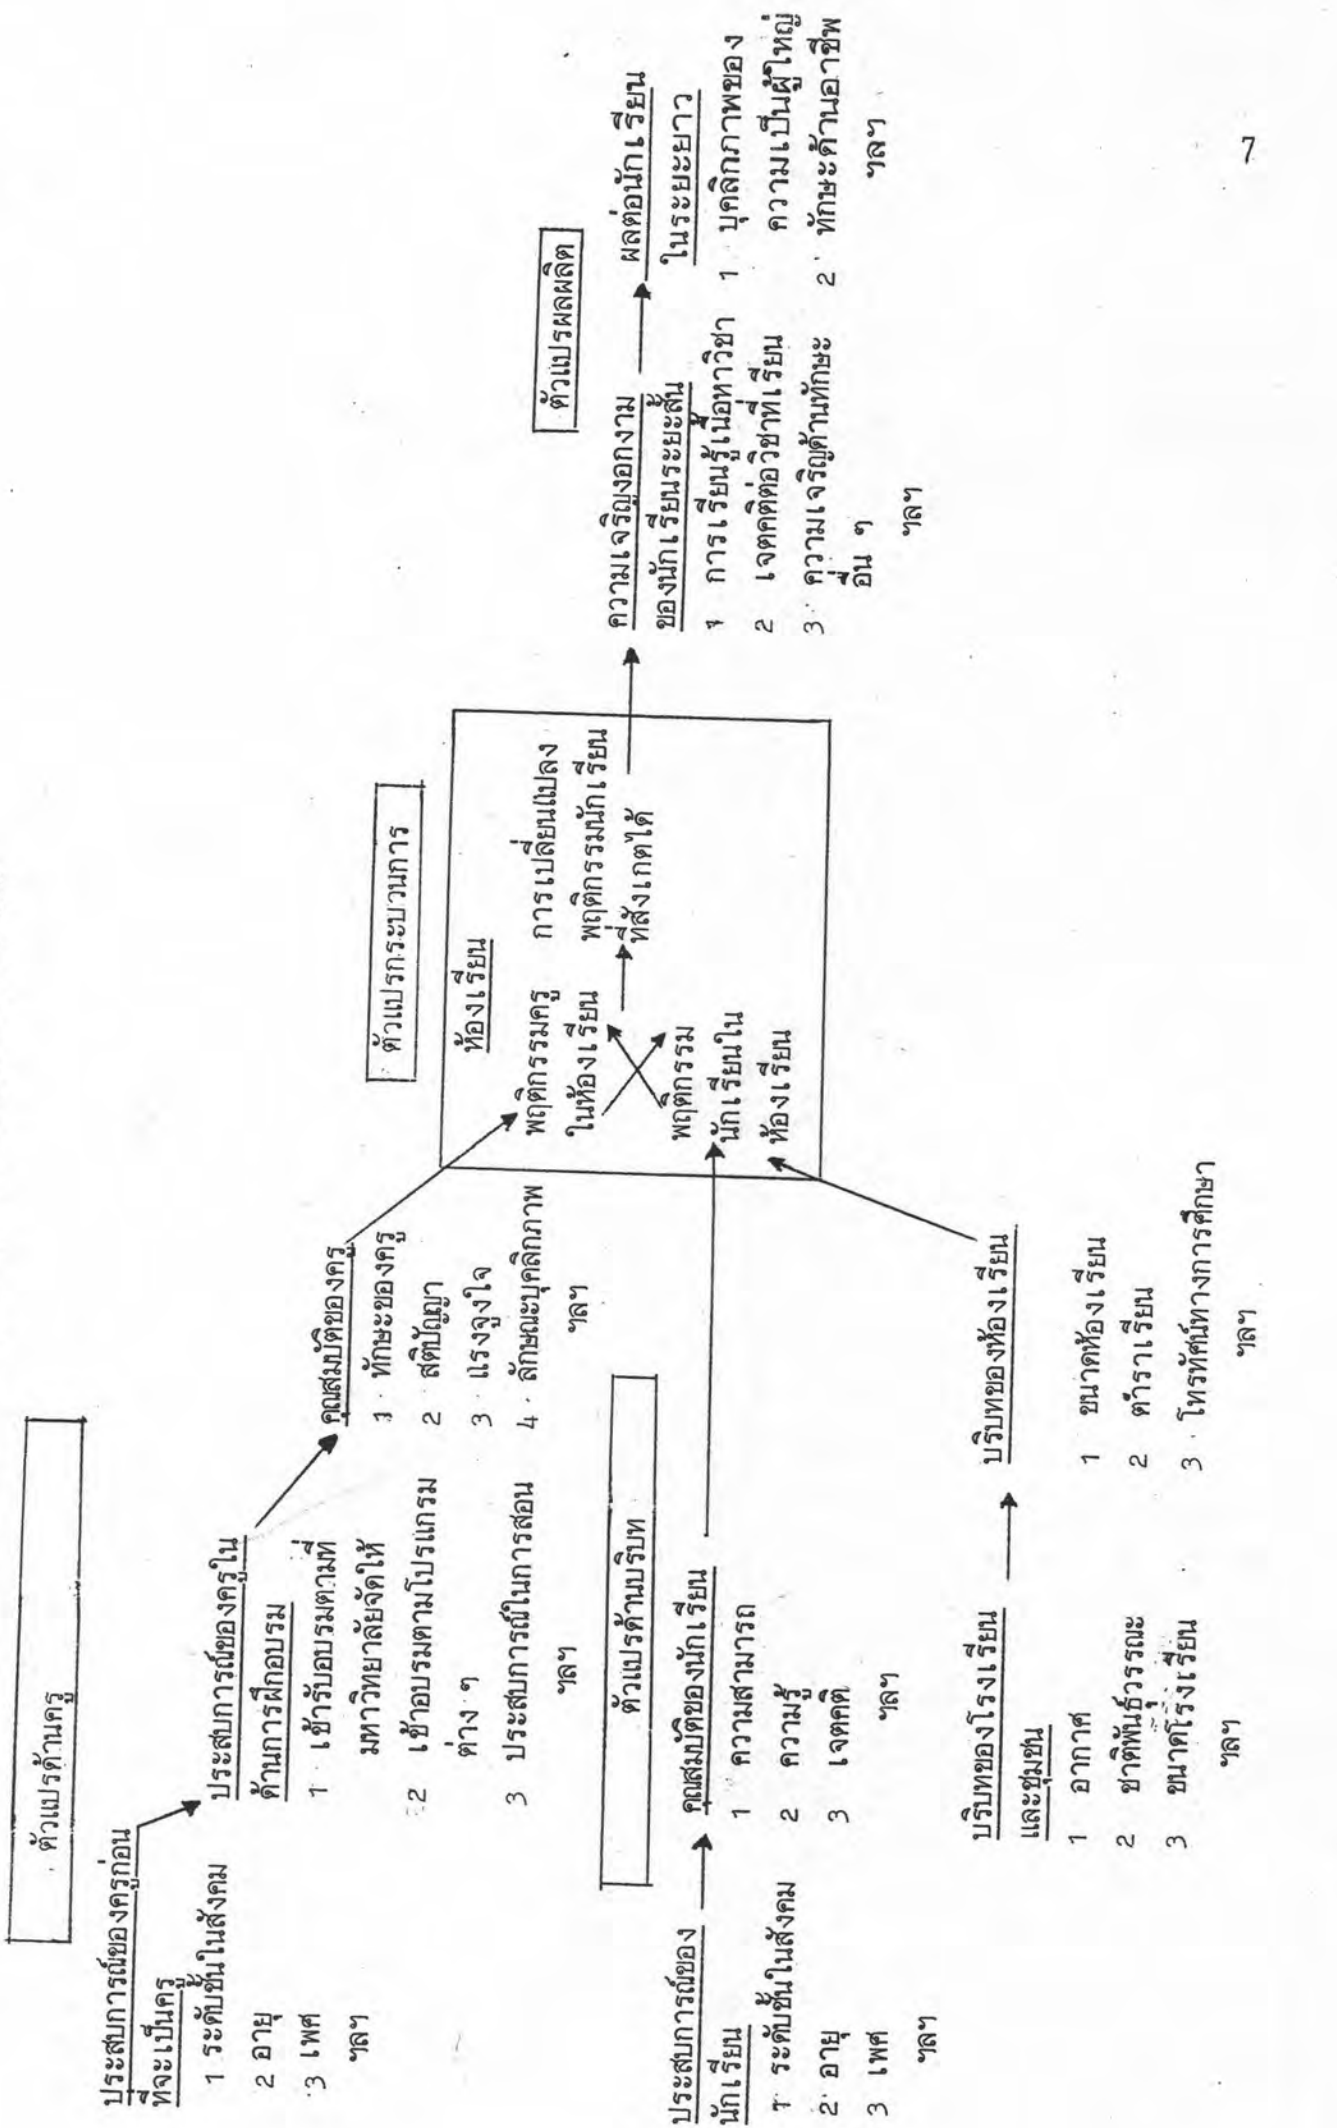 ตัวแปรด้านครู
ประสบการณ์ของครูก่อน
ที่จะเป็นครู
1 ระดับชั้นในสังคม
2 อายุ
3 เพศ
ฯลฯ
ประสบการณ์ของครูใน
ด้านการฝึกอบรม
1 เข้ารับอบรมตามที่
มหาวิทยาลัยจัดให้
2 เข้าอบรมตามโปรแกรม
ต่าง ๆ
3 ประสบการณ์ในการสอน
ฯลฯ
คุณสมบัติของครู
1 ทักษะของครู
2 สติปัญญา
3 แรงจูงใจ
4 ลักษณะบุคลิกภาพ
ฯลฯ
ตัวแปรด้านบริบท
ประสบการณ์ของ
นักเรียน
1 ระดับชั้นในสังคม
2 อายุ
3 เพศ
ฯลฯ
คุณสมบัติของนักเรียน
1 ความสามารถ
2 ความรู้
3 เจตคติ
ฯลฯ
บริบทของโรงเรียน
และชุมชน
1 อากาศ
2 ชาติพันธุ์วรรณะ
3 ขนาดโรงเรียน
ฯลฯ
บริบทของห้องเรียน
1 ขนาดห้องเรียน
2 ตำราเรียน
3 โทรทัศน์ทางการศึกษา
ฯลฯ
ตัวแปรกระบวนการ
ห้องเรียน
พฤติกรรมครู
ในห้องเรียน
พฤติกรรม
นักเรียนใน
ห้องเรียน
การเปลี่ยนแปลง
พฤติกรรมนักเรียน
ที่สังเกตได้
ตัวแปรผลผลิต
ความเจริญงอกงาม
ของนักเรียนระยะสั้น
1 การเรียนรู้เนื้อหาวิชา
2 เจตคติต่อวิชาที่เรียน
3 ความเจริญด้านทักษะ
อื่น ๆ
ฯลฯ
ผลต่อนักเรียน
ในระยะยาว
1 บุคลิกภาพของ
ความเป็นผู้ใหญ่
2 ทักษะด้านอาชีพ
ฯลฯ
7